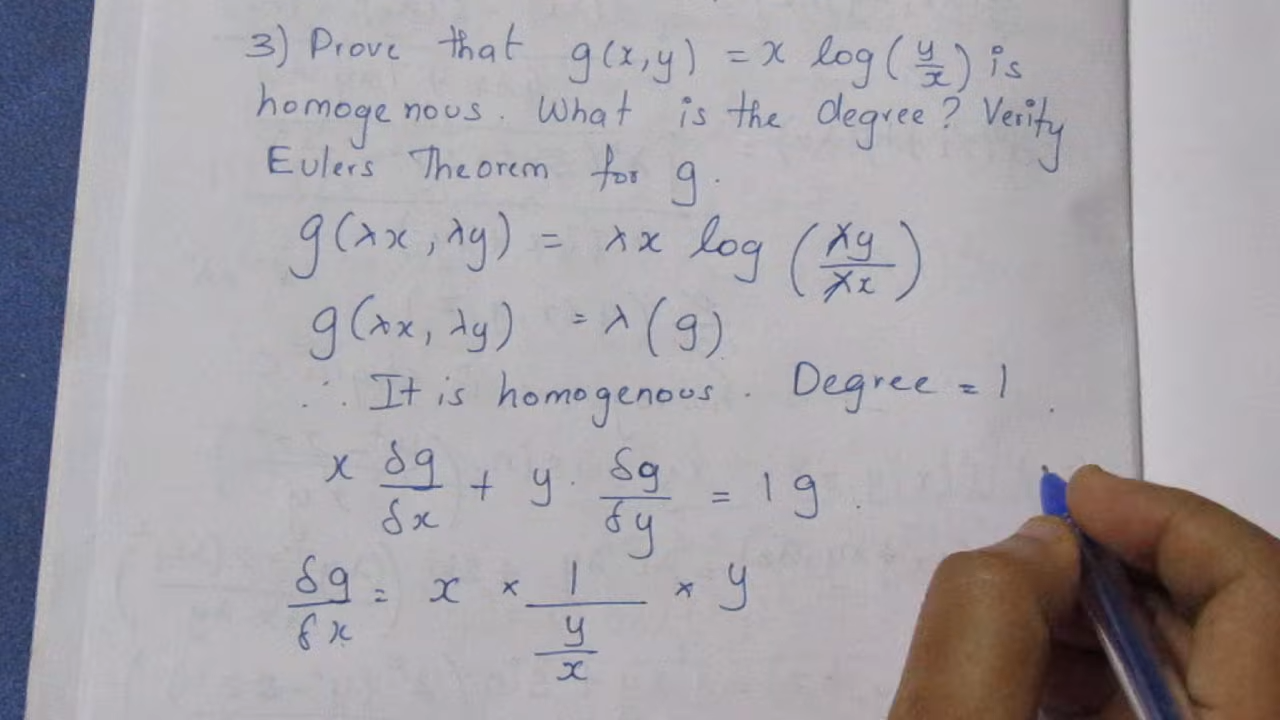 3) Prove that g(x,y) = x log(y/x) is
homogenous. What is the degree? Verify
Eulers Theorem for g.
g(λx, λy) = λx log (λy/λx)
g(λx, λy) = λ(g)
∴ It is homogenous. Degree = 1
x δg/δx + y. δg/δy = 1g.
δg/δx = x × 1/(y/x) × y